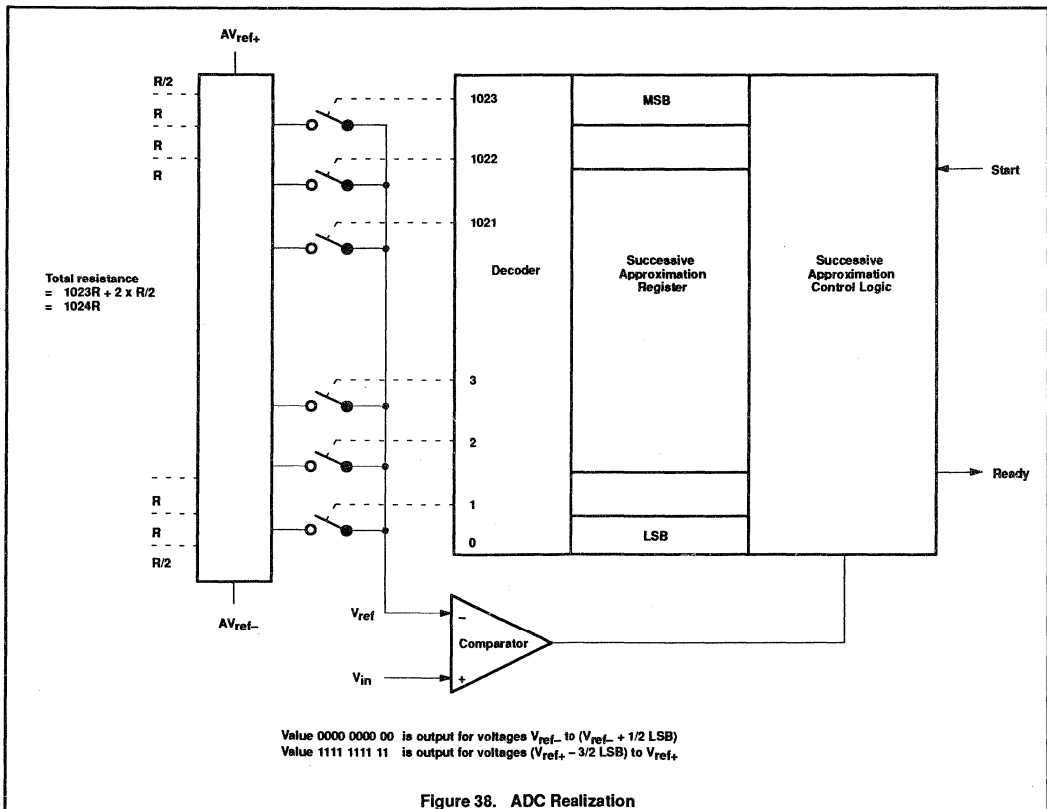 AVref+
R/2
R
R
R
1023
1022
1021
MSB
Start
Total resistance
= 1023R + 2 x R/2
= 1024R
Decoder
Successive
Approximation
Register
Successive
Approximation
Control Logic
3
2
1
0
R
R
R/2
LSB
Ready
AVref–
Vref
–
Comparator
Vin
+
Value 0000 0000 00 is output for voltages Vref– to (Vref– + 1/2 LSB)
Value 1111 1111 11 is output for voltages (Vref+ – 3/2 LSB) to Vref+
Figure 38. ADC Realization